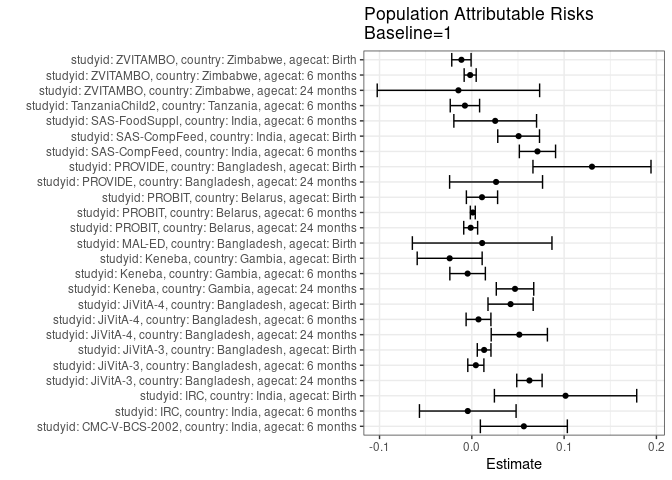 Population Attributable Risks
Baseline=1
studyid: ZVITAMBO, country: Zimbabwe, agecat: Birth
studyid: ZVITAMBO, country: Zimbabwe, agecat: 6 months
studyid: ZVITAMBO, country: Zimbabwe, agecat: 24 months
studyid: TanzaniaChild2, country: Tanzania, agecat: 6 months
studyid: SAS-FoodSuppl, country: India, agecat: 6 months
studyid: SAS-CompFeed, country: India, agecat: Birth
studyid: SAS-CompFeed, country: India, agecat: 6 months
studyid: PROVIDE, country: Bangladesh, agecat: Birth
studyid: PROVIDE, country: Bangladesh, agecat: 24 months
studyid: PROBIT, country: Belarus, agecat: Birth
studyid: PROBIT, country: Belarus, agecat: 6 months
studyid: PROBIT, country: Belarus, agecat: 24 months
studyid: MAL-ED, country: Bangladesh, agecat: Birth
studyid: Keneba, country: Gambia, agecat: Birth
studyid: Keneba, country: Gambia, agecat: 6 months
studyid: Keneba, country: Gambia, agecat: 24 months
studyid: JiVitA-4, country: Bangladesh, agecat: Birth
studyid: JiVitA-4, country: Bangladesh, agecat: 6 months
studyid: JiVitA-4, country: Bangladesh, agecat: 24 months
studyid: JiVitA-3, country: Bangladesh, agecat: Birth
studyid: JiVitA-3, country: Bangladesh, agecat: 6 months
studyid: JiVitA-3, country: Bangladesh, agecat: 24 months
studyid: IRC, country: India, agecat: Birth
studyid: IRC, country: India, agecat: 6 months
studyid: CMC-V-BCS-2002, country: India, agecat: 6 months
-0.1 0.0 0.1 0.2
Estimate